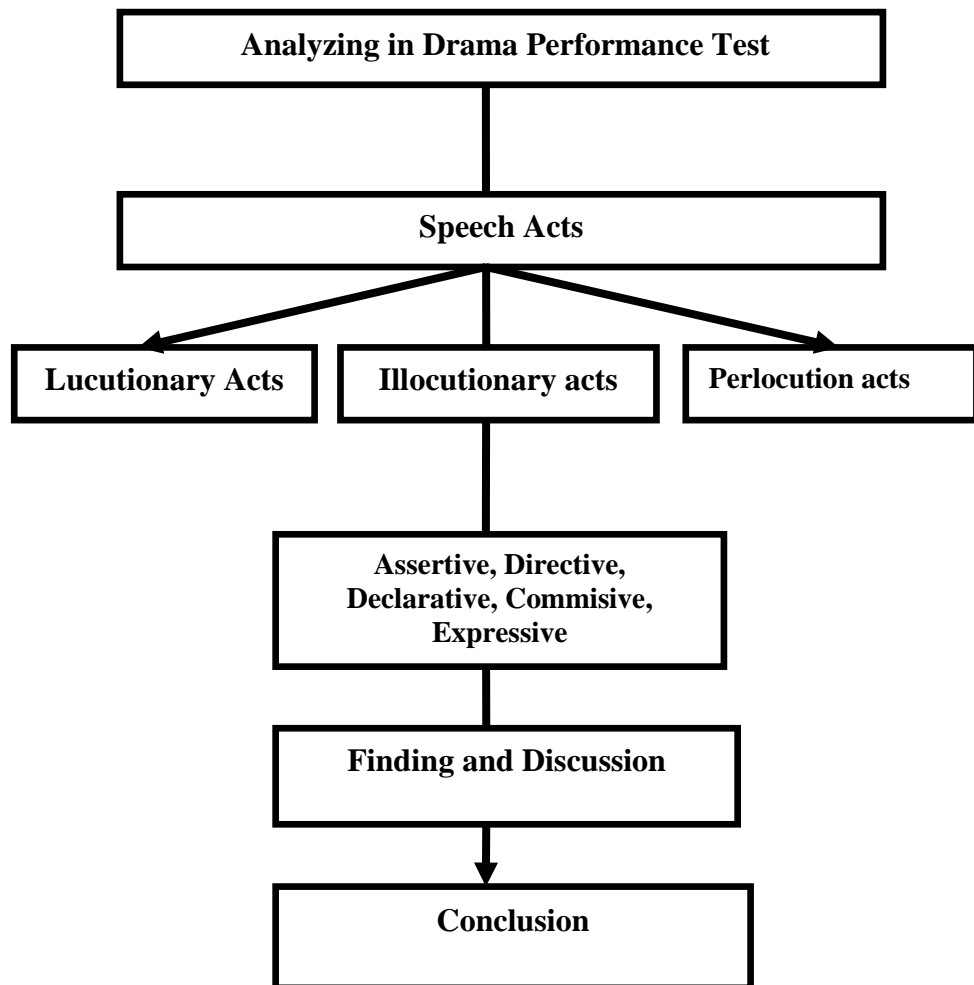 Analyzing in Drama Performance Test
Speech Acts
Lucutionary Acts
Illocutionary acts
Perlocution acts
Assertive, Directive,
Declarative, Commisive,
Expressive
Finding and Discussion
Conclusion